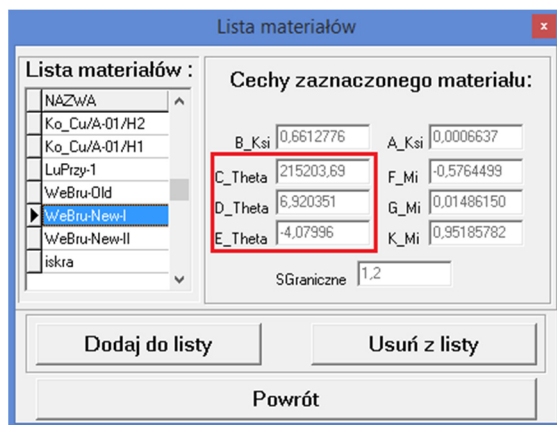 Lista materiałów
x
Lista materiałów :
NAZWA
Ko_Cu/A-01/H2
Ko_Cu/A-01/H1
LuPrzy-1
WeBru-Old
WeBru-New-I
WeBru-New-II
iskra
Cechy zaznaczonego materiału:
B_Ksi 0,6612776 A_Ksi 0,0006637
C_Theta 215203,69 F_Mi -0,5764499
D_Theta 6,920351 G_Mi 0,01486150
E_Theta -4,07996 K_Mi 0,95185782
SGraniczne 1,2
Dodaj do listy Usuń z listy
Powrót